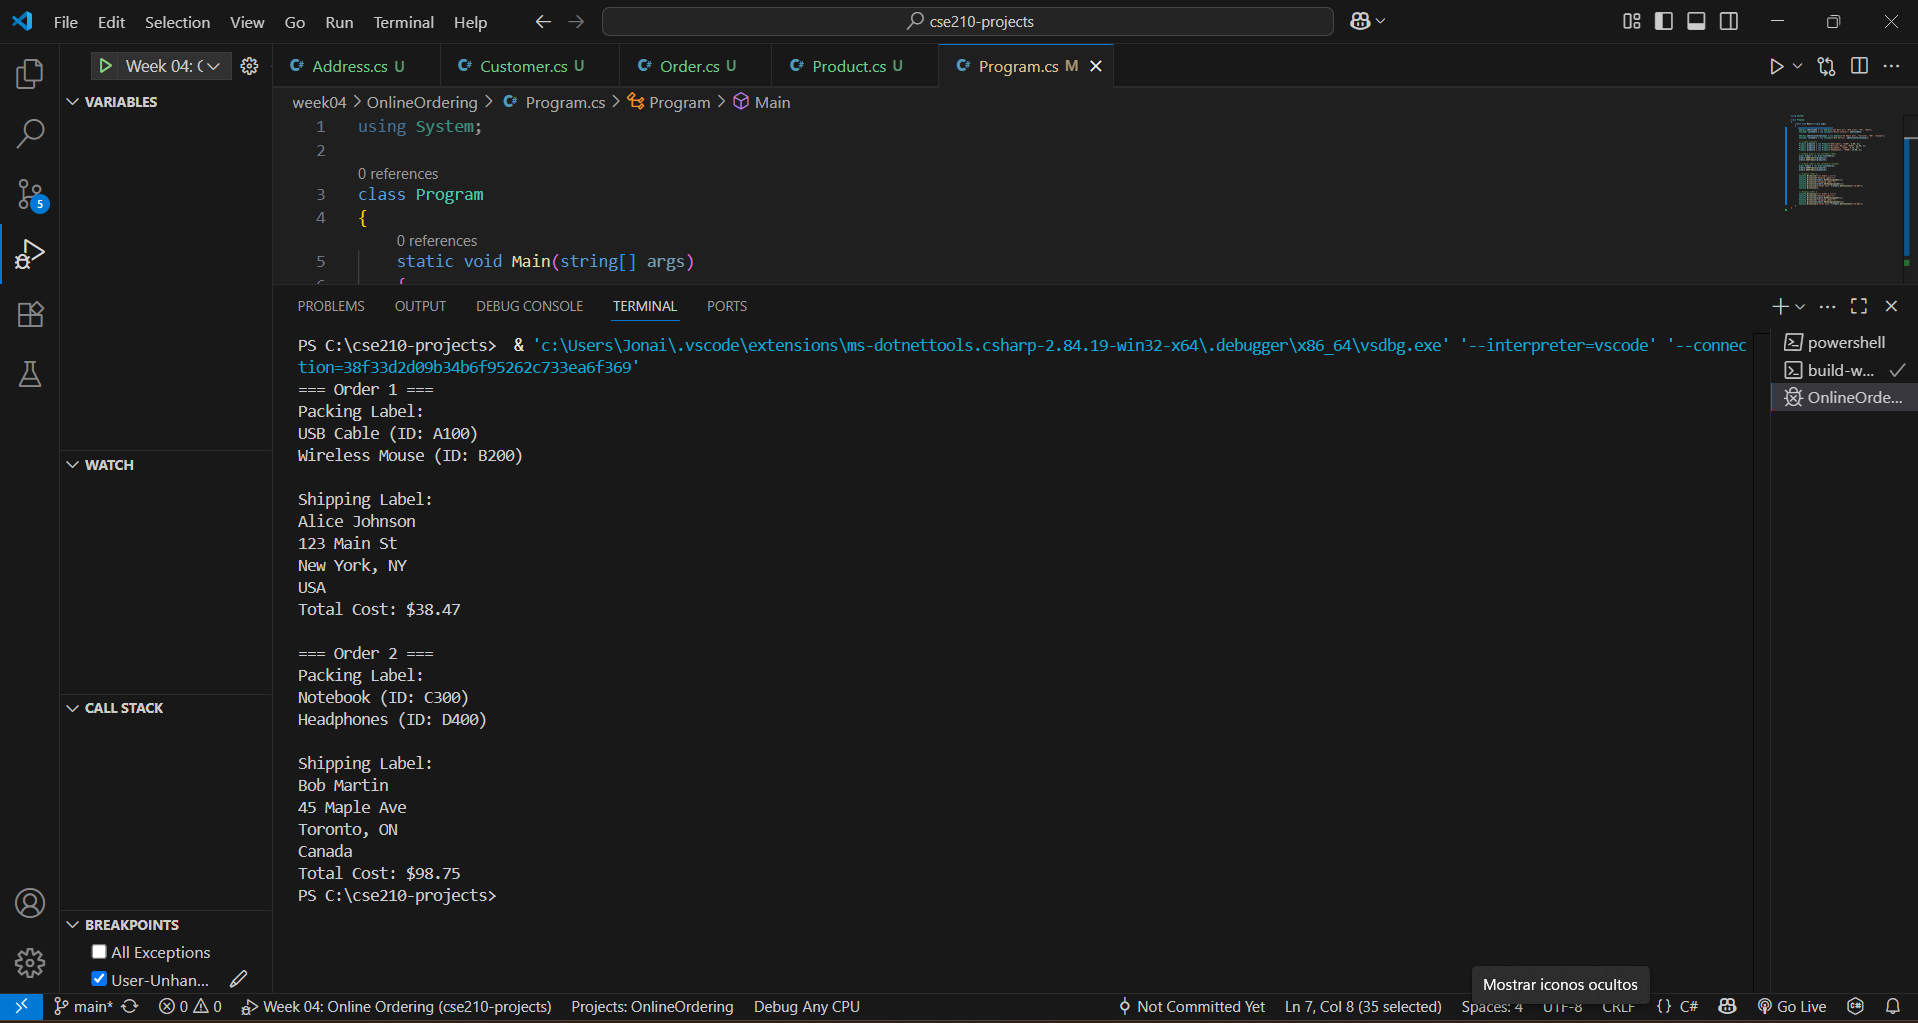 File Edit Selection View Go Run Terminal Help
cse210-projects
Week 04: (
Address.cs U
Customer.cs U
Order.cs U
Product.cs U
Program.cs M
VARIABLES
week04 > OnlineOrdering > Program.cs > Program > Main
1 using System;
2
0 references
3 class Program
4 {
0 references
5 static void Main(string[] args)
6 {
PROBLEMS OUTPUT DEBUG CONSOLE TERMINAL PORTS
PS C:\cse210-projects>  & 'c:\Users\Jonai\.vscode\extensions\ms-dotnettools.csharp-2.84.19-win32-x64\.debugger\x86_64\vsdbg.exe' '--interpreter=vscode' '--connec
tion=38f33d2d09b34b6f95262c733ea6f369'
=== Order 1 ===
Packing Label:
USB Cable (ID: A100)
Wireless Mouse (ID: B200)
Shipping Label:
Alice Johnson
123 Main St
New York, NY
USA
Total Cost: $38.47
=== Order 2 ===
Packing Label:
Notebook (ID: C300)
Headphones (ID: D400)
Shipping Label:
Bob Martin
45 Maple Ave
Toronto, ON
Canada
Total Cost: $98.75
PS C:\cse210-projects>
powershell
build-w...
OnlineOrde...
WATCH
CALL STACK
BREAKPOINTS
All Exceptions
User-Unhan...
5
Mostrar iconos ocultos
main* 0 0 Week 04: Online Ordering (cse210-projects) Projects: OnlineOrdering Debug Any CPU
Not Committed Yet Ln 7, Col 8 (35 selected) Spaces: 4 UTF-8 CRLF {} C# Go Live